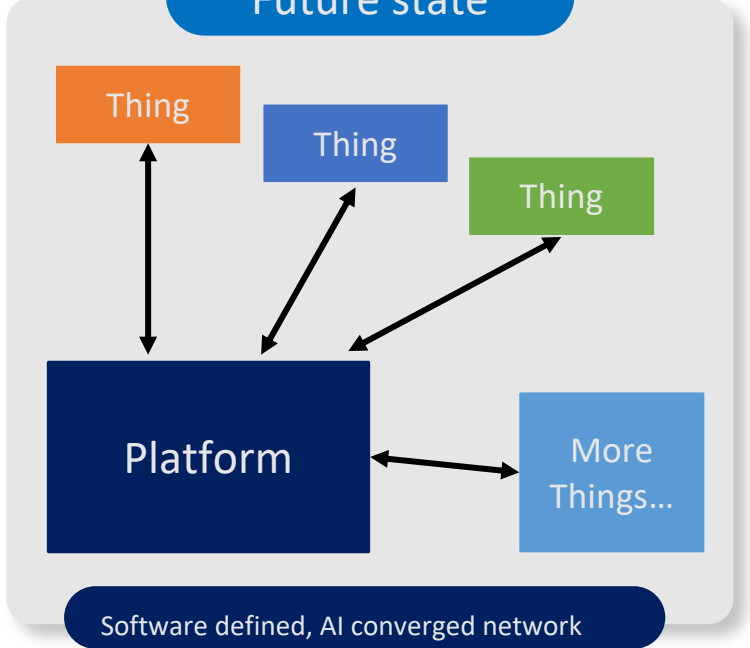 Future state
Thing
Thing
Thing
Platform
More
Things…
Software defined, AI converged network